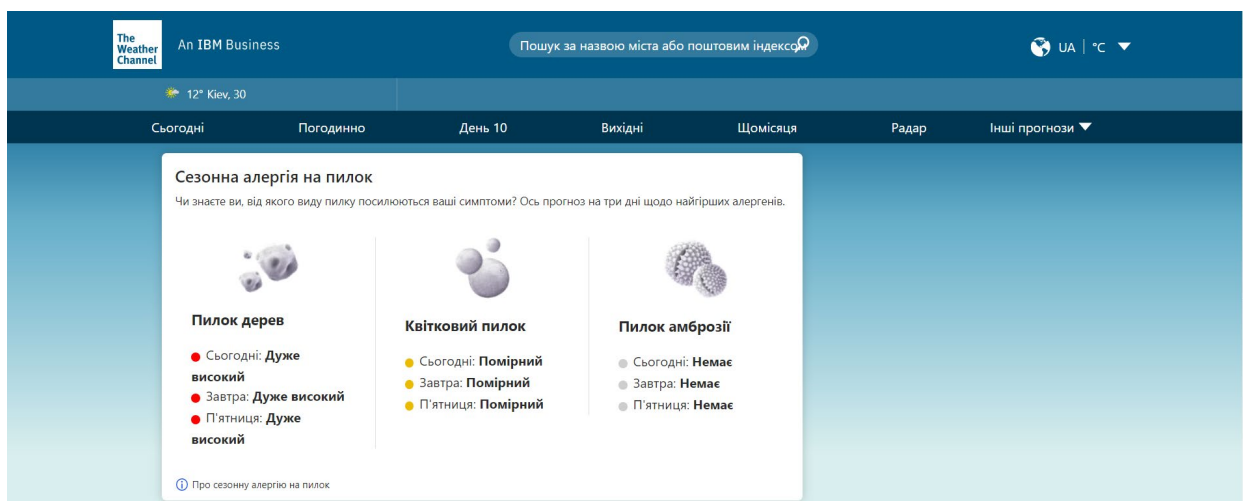 The
Weather
Channel
An IBM Business
Пошук за назвою міста або поштовим індексом
UA | °C
12° Kiev, 30
Сьогодні
Погодинно
День 10
Вихідні
Щомісяця
Радар
Інші прогнози
Сезонна алергія на пилок
Чи знаєте ви, від якого виду пилку посилюються ваші симптоми? Ось прогноз на три дні щодо найгірших алергенів.
Пилок дерев
Сьогодні: Дуже
високий
Завтра: Дуже високий
П'ятниця: Дуже
високий
Квітковий пилок
Сьогодні: Помірний
Завтра: Помірний
П'ятниця: Помірний
Пилок амброзії
Сьогодні: Немає
Завтра: Немає
П'ятниця: Немає
Про сезонну алергію на пилок